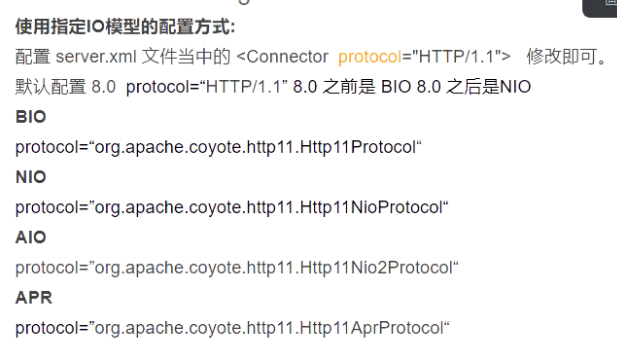 使用指定IO模型的配置方式:
配置 server.xml 文件当中的 <Connector protocol="HTTP/1.1"> 修改即可。
默认配置 8.0 protocol=“HTTP/1.1” 8.0 之前是 BIO 8.0 之后是NIO
BIO
protocol=“org.apache.coyote.http11.Http11Protocol“
NIO
protocol=”org.apache.coyote.http11.Http11NioProtocol“
AIO
protocol=”org.apache.coyote.http11.Http11Nio2Protocol“
APR
protocol=”org.apache.coyote.http11.Http11AprProtocol“